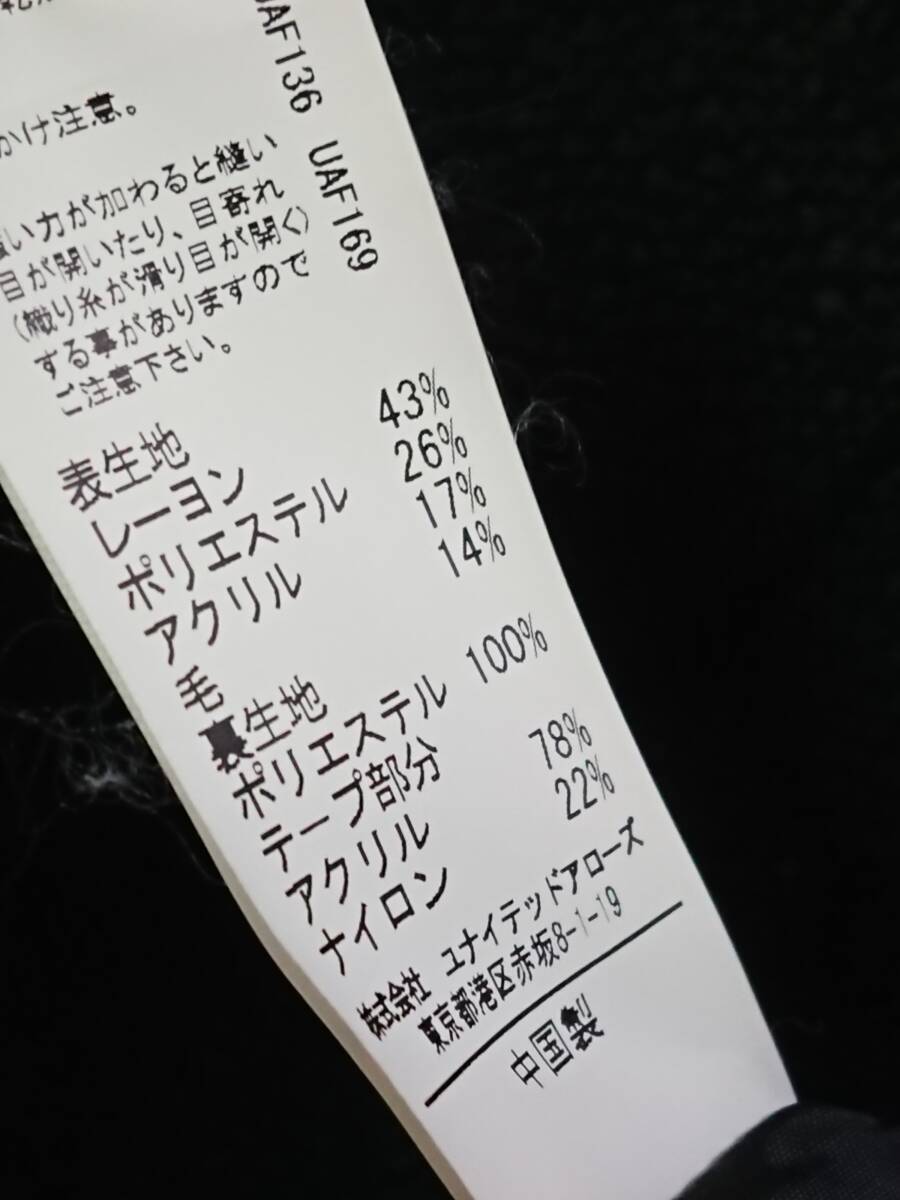 UAF136 UAF169
かけ注意。
強い力が加わると縫い
目が開いたり、目寄れ
(織り糸が滑り目が開く)
する事がありますので
ご注意下さい。
表生地
レーヨン 43%
ポリエステル 26%
アクリル 17%
毛 14%
裏生地
ポリエステル 100%
テープ部分
アクリル 78%
ナイロン 22%
株式会社 ユナイテッドアローズ
東京都港区赤坂8-1-19
中国製